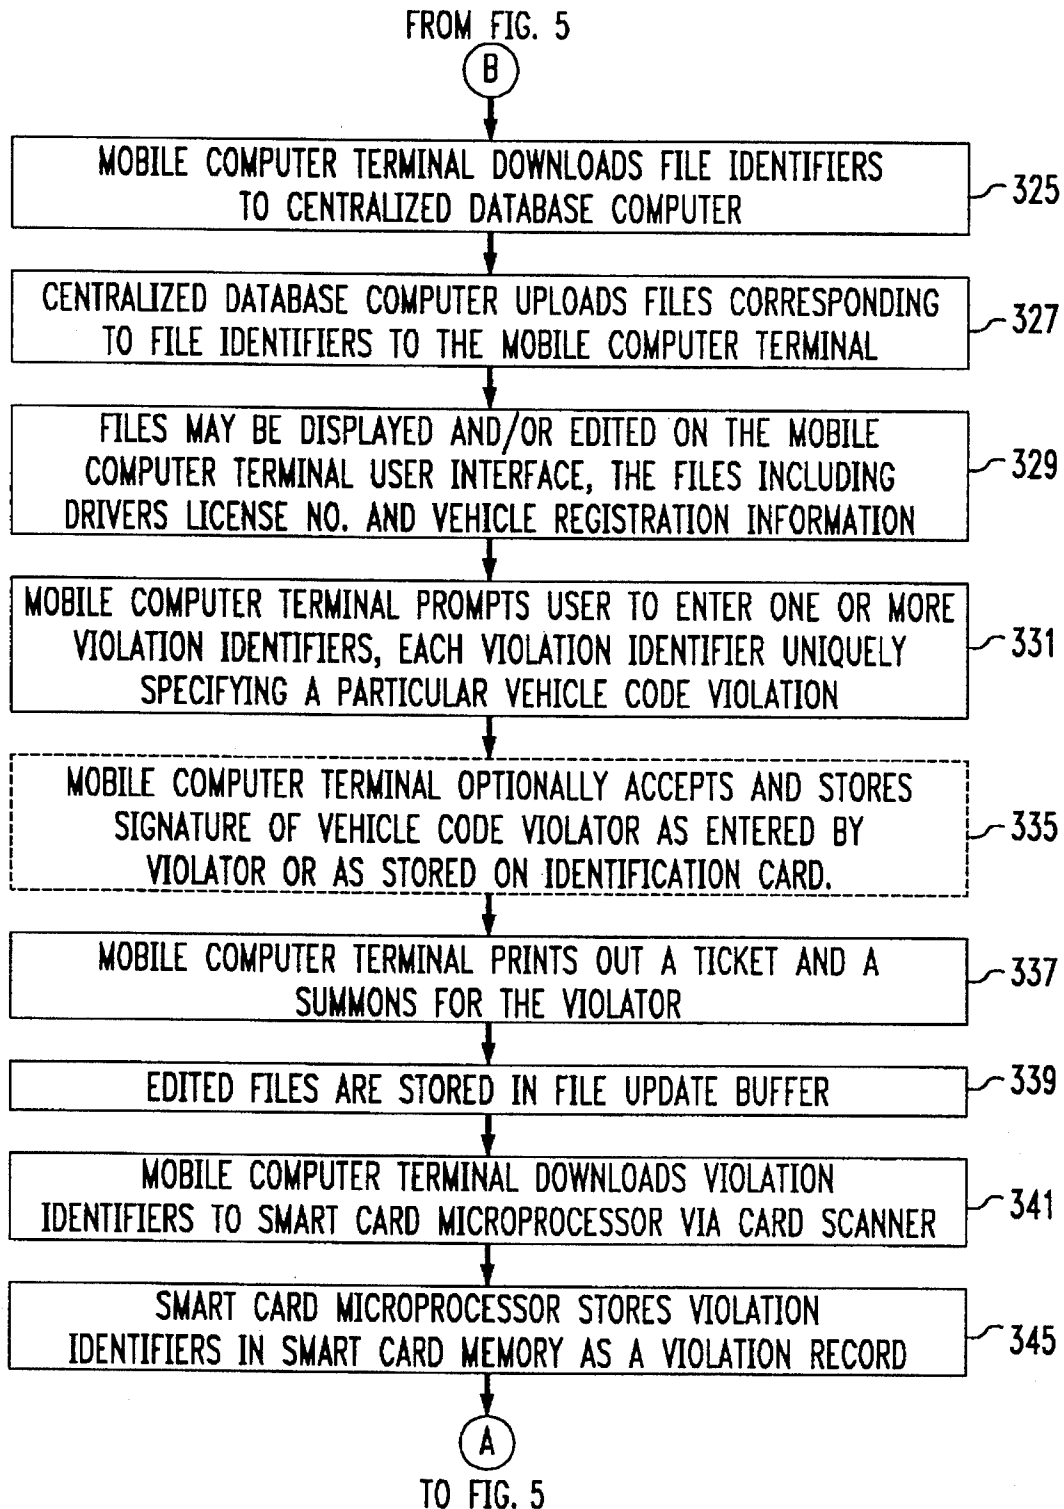 FROM FIG. 5
B
MOBILE COMPUTER TERMINAL DOWNLOADS FILE IDENTIFIERS
TO CENTRALIZED DATABASE COMPUTER
325
CENTRALIZED DATABASE COMPUTER UPLOADS FILES CORRESPONDING
TO FILE IDENTIFIERS TO THE MOBILE COMPUTER TERMINAL
327
FILES MAY BE DISPLAYED AND/OR EDITED ON THE MOBILE
COMPUTER TERMINAL USER INTERFACE, THE FILES INCLUDING
DRIVERS LICENSE NO. AND VEHICLE REGISTRATION INFORMATION
329
MOBILE COMPUTER TERMINAL PROMPTS USER TO ENTER ONE OR MORE
VIOLATION IDENTIFIERS, EACH VIOLATION IDENTIFIER UNIQUELY
SPECIFYING A PARTICULAR VEHICLE CODE VIOLATION
331
MOBILE COMPUTER TERMINAL OPTIONALLY ACCEPTS AND STORES
SIGNATURE OF VEHICLE CODE VIOLATOR AS ENTERED BY
VIOLATOR OR AS STORED ON IDENTIFICATION CARD.
335
MOBILE COMPUTER TERMINAL PRINTS OUT A TICKET AND A
SUMMONS FOR THE VIOLATOR
337
EDITED FILES ARE STORED IN FILE UPDATE BUFFER
339
MOBILE COMPUTER TERMINAL DOWNLOADS VIOLATION
IDENTIFIERS TO SMART CARD MICROPROCESSOR VIA CARD SCANNER
341
SMART CARD MICROPROCESSOR STORES VIOLATION
IDENTIFIERS IN SMART CARD MEMORY AS A VIOLATION RECORD
345
A
TO FIG. 5